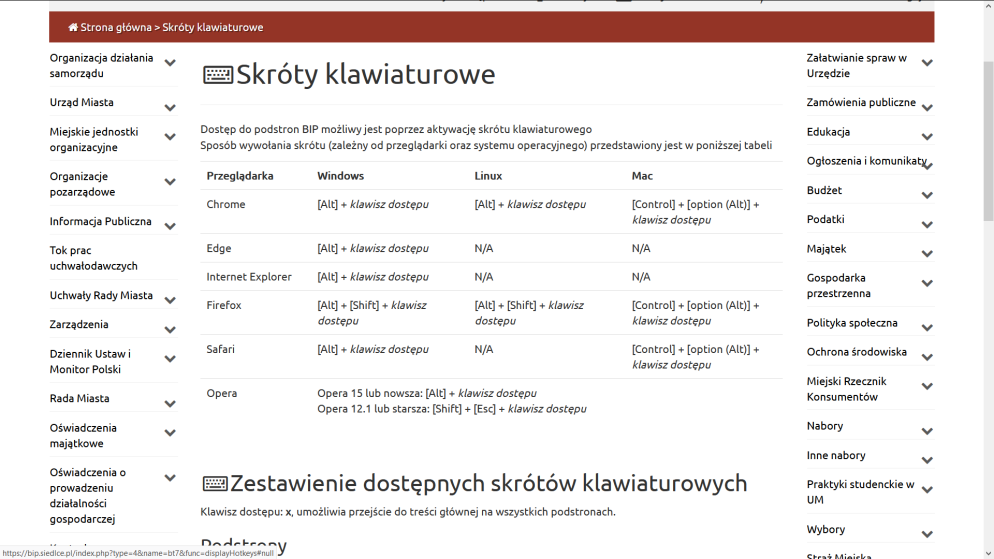 Strona główna > Skróty klawiaturowe
Organizacja działania
samorządu
Urząd Miasta
Miejskie jednostki
organizacyjne
Organizacje
pozarządowe
Informacja Publiczna
Tok prac
uchwałodawczych
Uchwały Rady Miasta
Zarządzenia
Dziennik Ustaw i
Monitor Polski
Rada Miasta
Oświadczenia
majątkowe
Oświadczenia o
prowadzeniu
działalności
gospodarczej
Skróty klawiaturowe
Dostęp do podstron BIP możliwy jest poprzez aktywację skrótu klawiaturowego
Sposób wywołania skrótu (zależny od przeglądarki oraz systemu operacyjnego) przedstawiony jest w poniższej tabeli
Przeglądarka Windows Linux Mac
Chrome [Alt] + klawisz dostępu [Alt] + klawisz dostępu [Control] + [option (Alt)] +
klawisz dostępu
Edge [Alt] + klawisz dostępu N/A N/A
Internet Explorer [Alt] + klawisz dostępu N/A N/A
Firefox [Alt] + [Shift] + klawisz [Alt] + [Shift] + klawisz [Control] + [option (Alt)] +
dostępu dostępu klawisz dostępu
Safari [Alt] + klawisz dostępu N/A [Control] + [option (Alt)] +
klawisz dostępu
Opera Opera 15 lub nowsza: [Alt] + klawisz dostępu
Opera 12.1 lub starsza: [Shift] + [Esc] + klawisz dostępu
Zestawienie dostępnych skrótów klawiaturowych
Klawisz dostępu: x, umożliwia przejście do treści głównej na wszystkich podstronach.
Podstrony
Załatwianie spraw w
Urzędzie
Zamówienia publiczne
Edukacja
Ogłoszenia i komunikaty
Budżet
Podatki
Majątek
Gospodarka
przestrzenna
Polityka społeczna
Ochrona środowiska
Miejski Rzecznik
Konsumentów
Nabory
Inne nabory
Praktyki studenckie w
UM
Wybory
Straż Miejska
https://bip.siedlce.pl/index.php?type=4&name=bt7&func=displayHotkeys#null